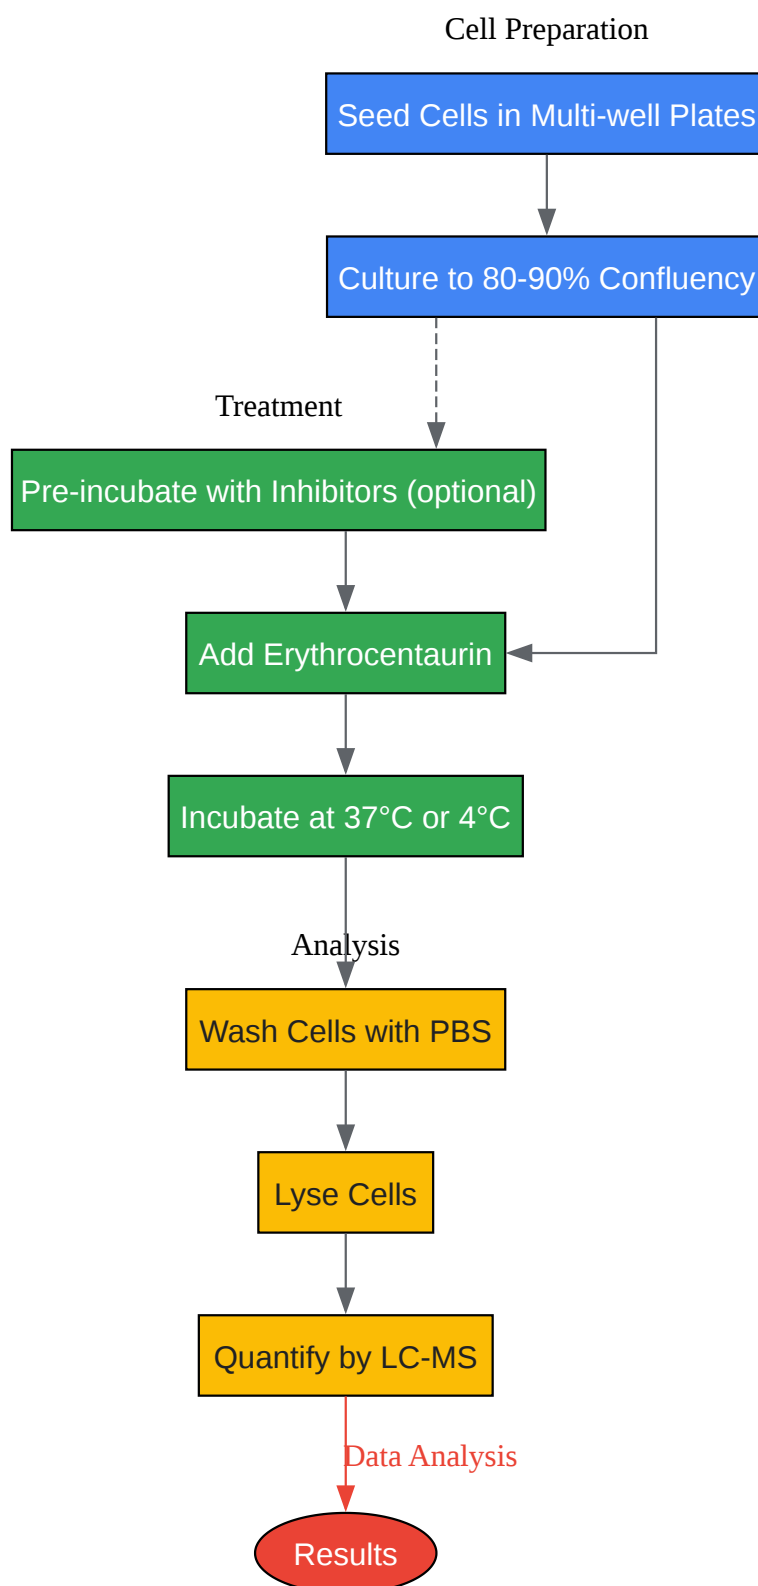 Cell Preparation
Seed Cells in Multi-well Plates
Culture to 80-90% Confluency
Treatment
Pre-incubate with Inhibitors (optional)
Add Erythrocentaurin
Incubate at 37°C or 4°C
Analysis
Wash Cells with PBS
Lyse Cells
Quantify by LC-MS
Data Analysis
Results